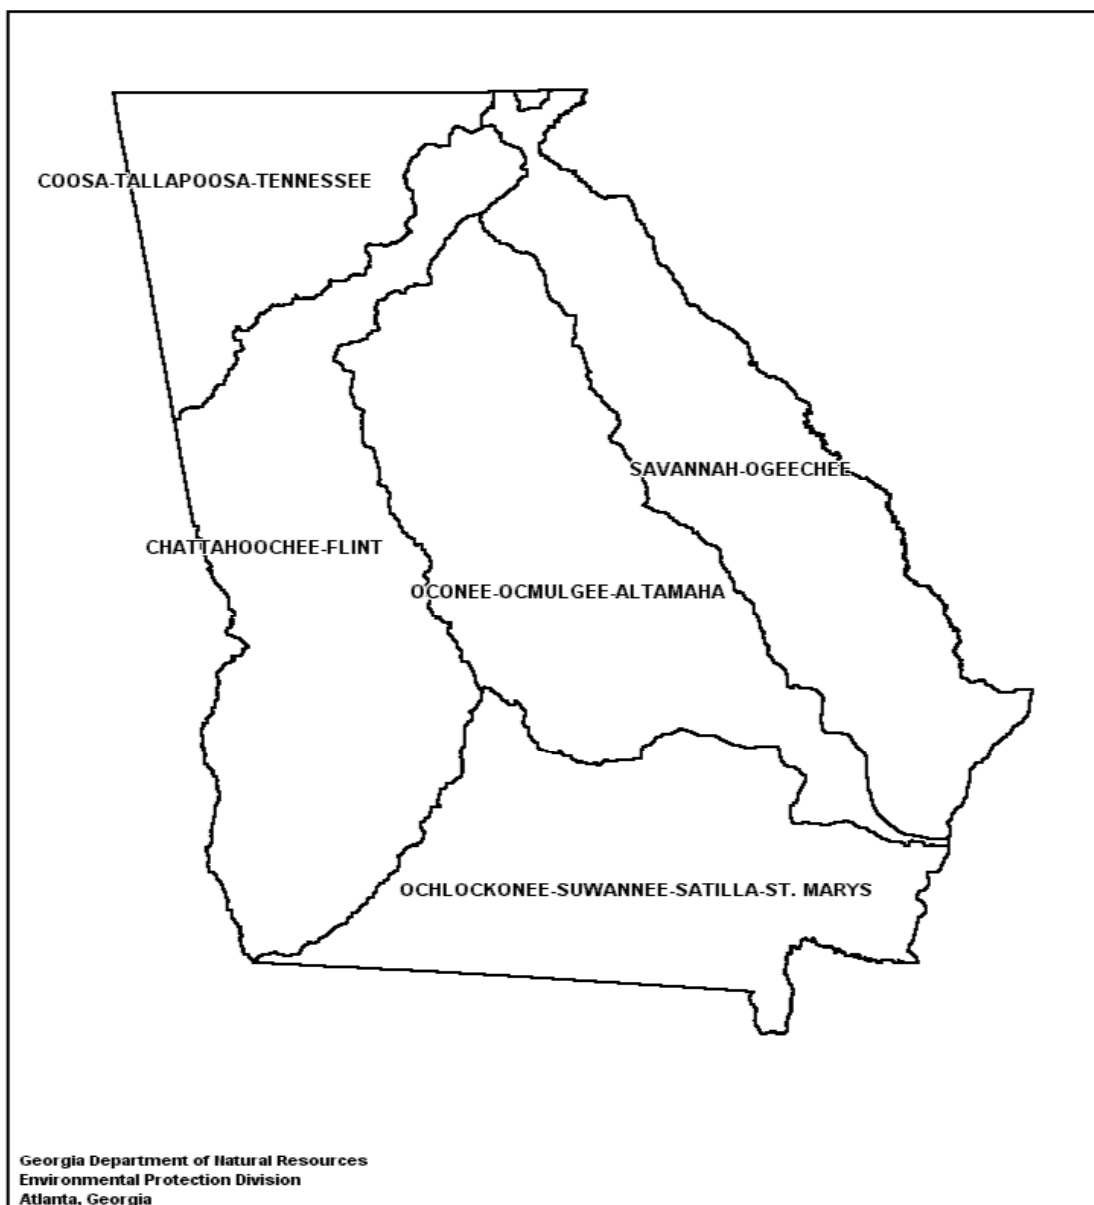 COOSA-TALLAPOOSA-TENNESSEE
SAVANNAH-OGEECHEE
CHATTAHOOCHEE-FLINT
OCONEE-OCMULGEE-ALTAMAHA
OCHLOCKONEE-SUWANNEE-SATILLA-ST. MARYS
Georgia Department of Natural Resources
Environmental Protection Division
Atlanta, Georgia